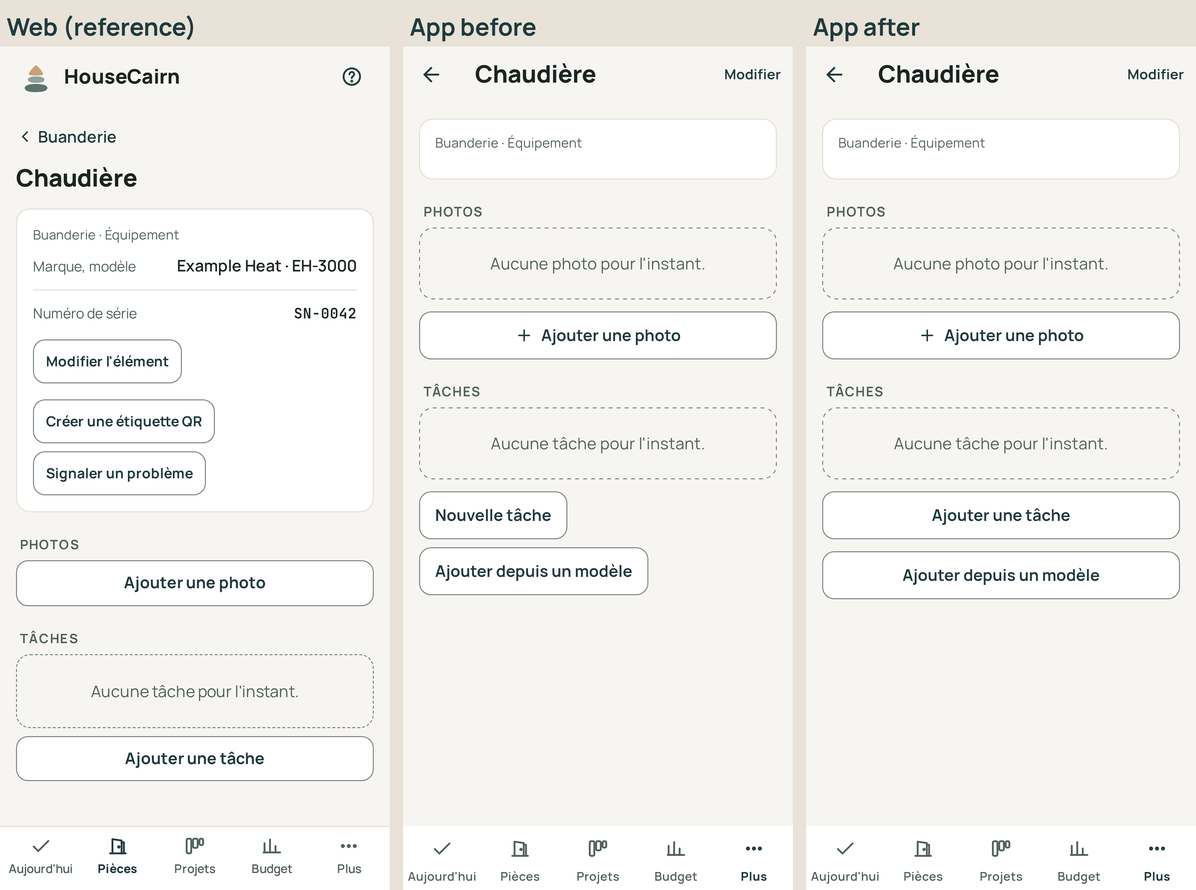 Web (reference)
HouseCairn
Buanderie
Chaudière
Buanderie · Équipement
Marque, modèle Example Heat · EH-3000
Numéro de série SN-0042
Modifier l'élément
Créer une étiquette QR
Signaler un problème
PHOTOS
Ajouter une photo
TÂCHES
Aucune tâche pour l'instant.
Ajouter une tâche
Aujourd'hui Pièces Projets Budget Plus
App before
Chaudière Modifier
Buanderie · Équipement
PHOTOS
Aucune photo pour l'instant.
+ Ajouter une photo
TÂCHES
Aucune tâche pour l'instant.
Nouvelle tâche
Ajouter depuis un modèle
Aujourd'hui Pièces Projets Budget Plus
App after
Chaudière Modifier
Buanderie · Équipement
PHOTOS
Aucune photo pour l'instant.
+ Ajouter une photo
TÂCHES
Aucune tâche pour l'instant.
Ajouter une tâche
Ajouter depuis un modèle
Aujourd'hui Pièces Projets Budget Plus